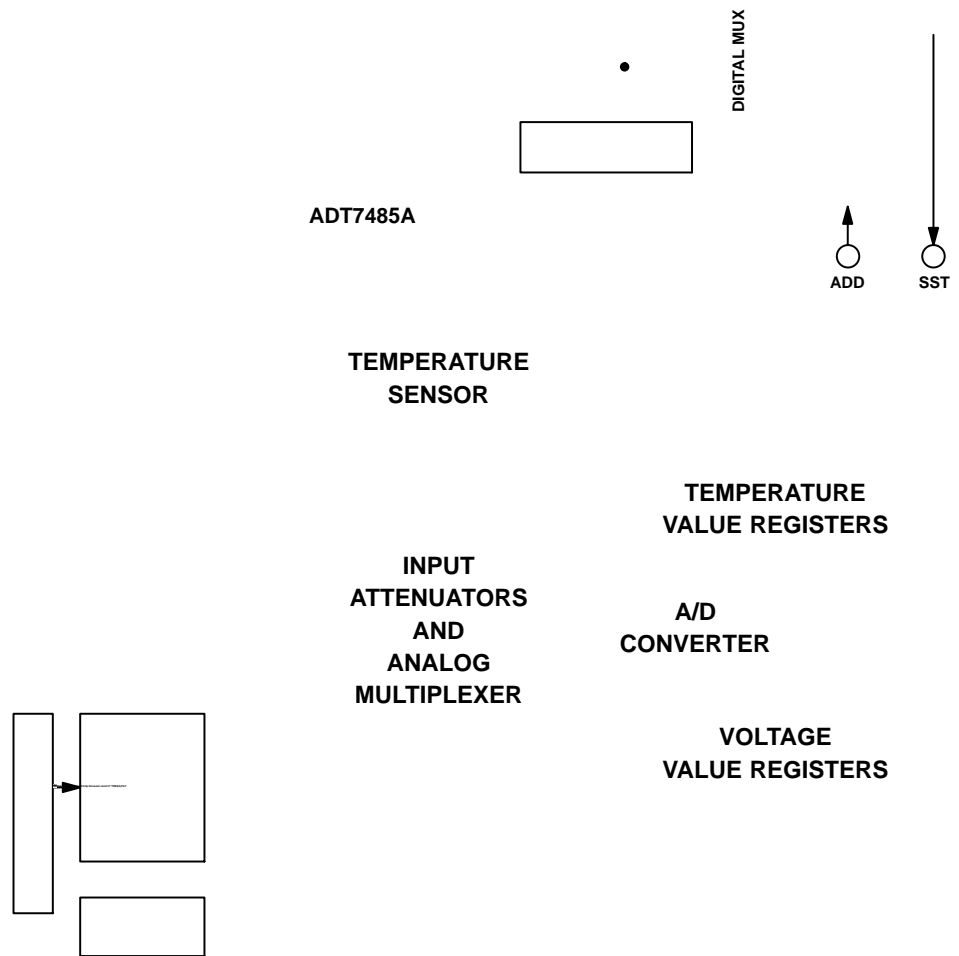 DIGITAL MUX
ADT7485A
ADD
SST
TEMPERATURE
SENSOR
TEMPERATURE
VALUE REGISTERS
INPUT
ATTENUATORS
AND
ANALOG
MULTIPLEXER
A/D
CONVERTER
VOLTAGE
VALUE REGISTERS